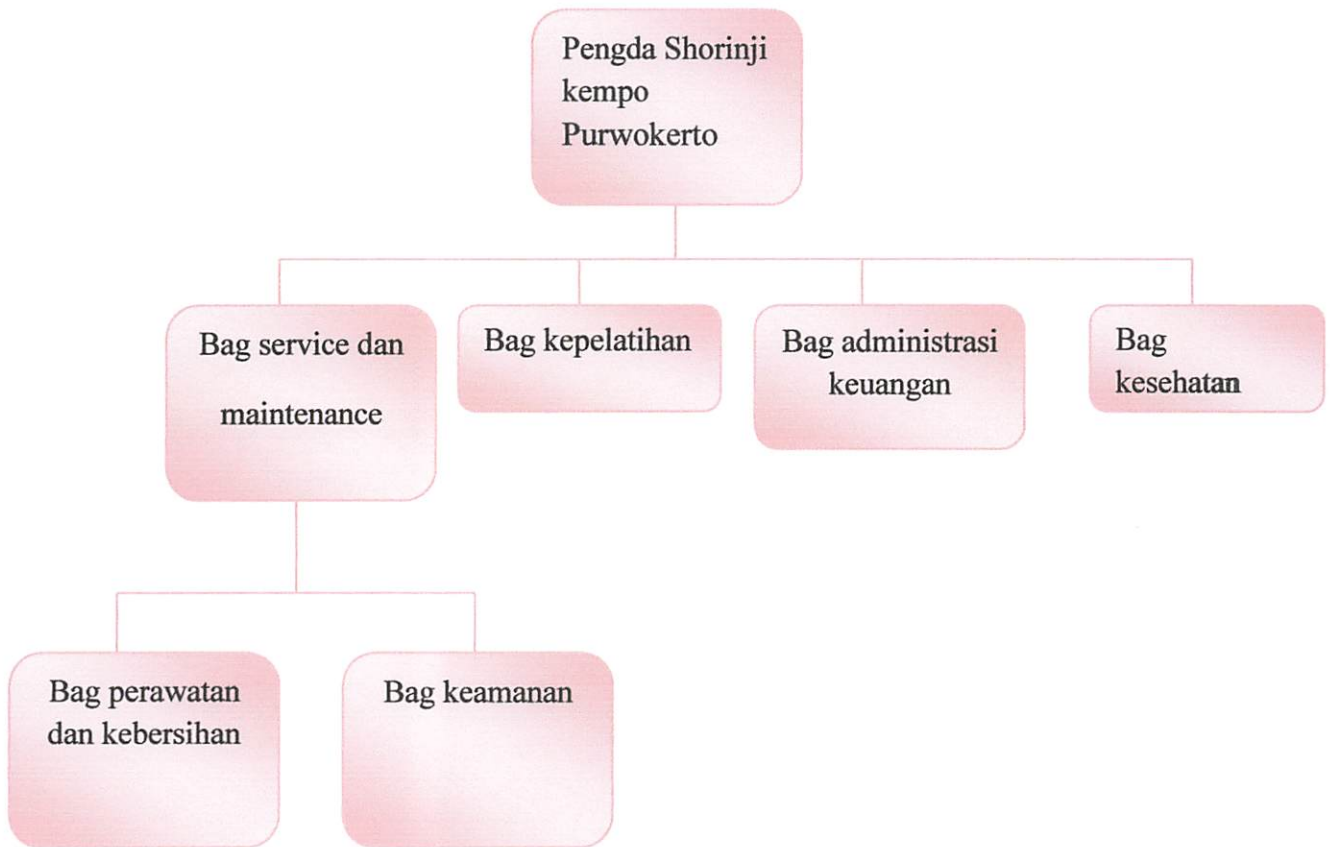 Pengda Shorinji
kempo
Purwokerto
Bag service dan
maintenance
Bag kepelatihan
Bag administrasi
keuangan
Bag
kesehatan
Bag perawatan
dan kebersihan
Bag keamanan